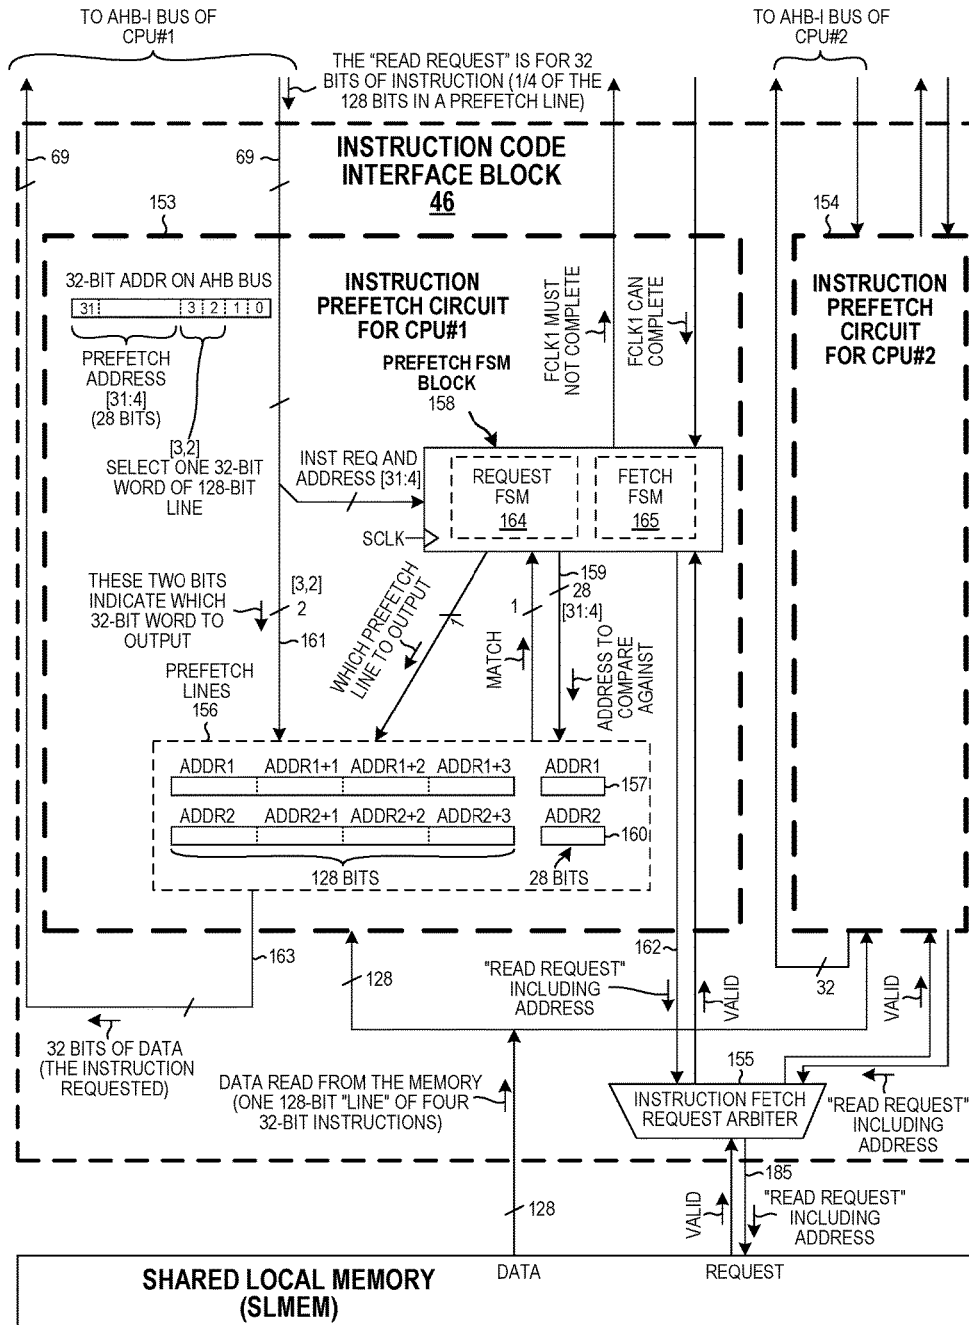 TO AHB-I BUS OF
CPU#1
TO AHB-I BUS OF
CPU#2
THE "READ REQUEST" IS FOR 32
BITS OF INSTRUCTION (1/4 OF THE
128 BITS IN A PREFETCH LINE)
69
69
INSTRUCTION CODE
INTERFACE BLOCK
46
153
154
32-BIT ADDR ON AHB BUS
31
3
2
1
0
PREFETCH
ADDRESS
[31:4]
(28 BITS)
[3,2]
SELECT ONE 32-BIT
WORD OF 128-BIT
LINE
INSTRUCTION
PREFETCH CIRCUIT
FOR CPU#1
PREFETCH FSM
BLOCK
158
FCLK1 MUST
NOT COMPLETE
FCLK1 CAN
COMPLETE
INSTRUCTION
PREFETCH
CIRCUIT
FOR CPU#2
INST REQ AND
ADDRESS [31:4]
REQUEST
FSM
164
FETCH
FSM
165
SCLK
THESE TWO BITS
INDICATE WHICH
32-BIT WORD TO
OUTPUT
[3,2]
2
161
WHICH PREFETCH
LINE TO OUTPUT
1
MATCH
159
28
[31:4]
ADDRESS TO
COMPARE
AGAINST
PREFETCH
LINES
156
ADDR1
ADDR1+1
ADDR1+2
ADDR1+3
ADDR1
157
ADDR2
ADDR2+1
ADDR2+2
ADDR2+3
ADDR2
160
128 BITS
28 BITS
163
128
162
"READ REQUEST"
INCLUDING
ADDRESS
VALID
32
VALID
32 BITS OF DATA
(THE INSTRUCTION
REQUESTED)
DATA READ FROM THE MEMORY
(ONE 128-BIT "LINE" OF FOUR
32-BIT INSTRUCTIONS)
155
INSTRUCTION FETCH
REQUEST ARBITER
"READ REQUEST"
INCLUDING
ADDRESS
185
128
VALID
"READ REQUEST"
INCLUDING
ADDRESS
SHARED LOCAL MEMORY
(SLMEM)
DATA
REQUEST